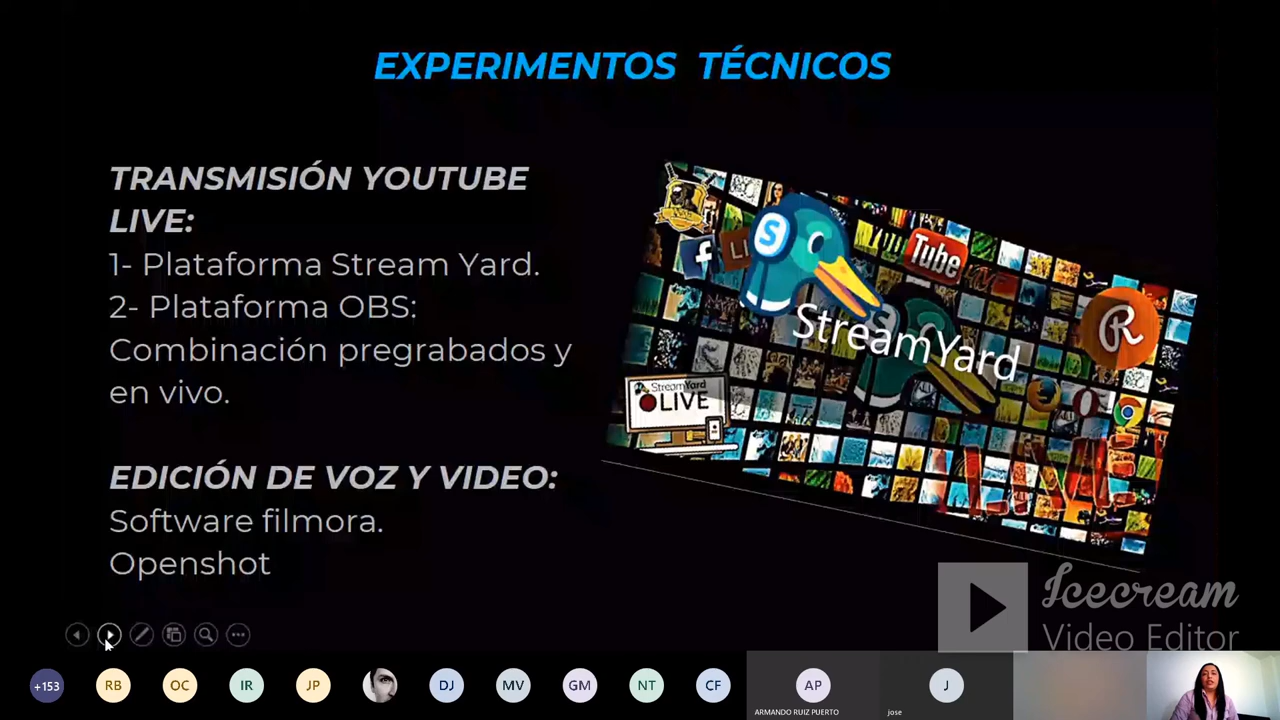 EXPERIMENTOS TÉCNICOS
TRANSMISIÓN YOUTUBE
LIVE:
1- Plataforma Stream Yard.
2- Plataforma OBS:
Combinación pregrabados y
en vivo.
EDICIÓN DE VOZ Y VIDEO:
Software filmora.
Openshot
S
f
LI
Tube
R
StreamYard
StreamYard
LIVE
LIVE
Icecream
Video Editor
+153
RB
OC
IR
JP
DJ
MV
GM
NT
CF
AP
J
ARMANDO RUIZ PUERTO
jose